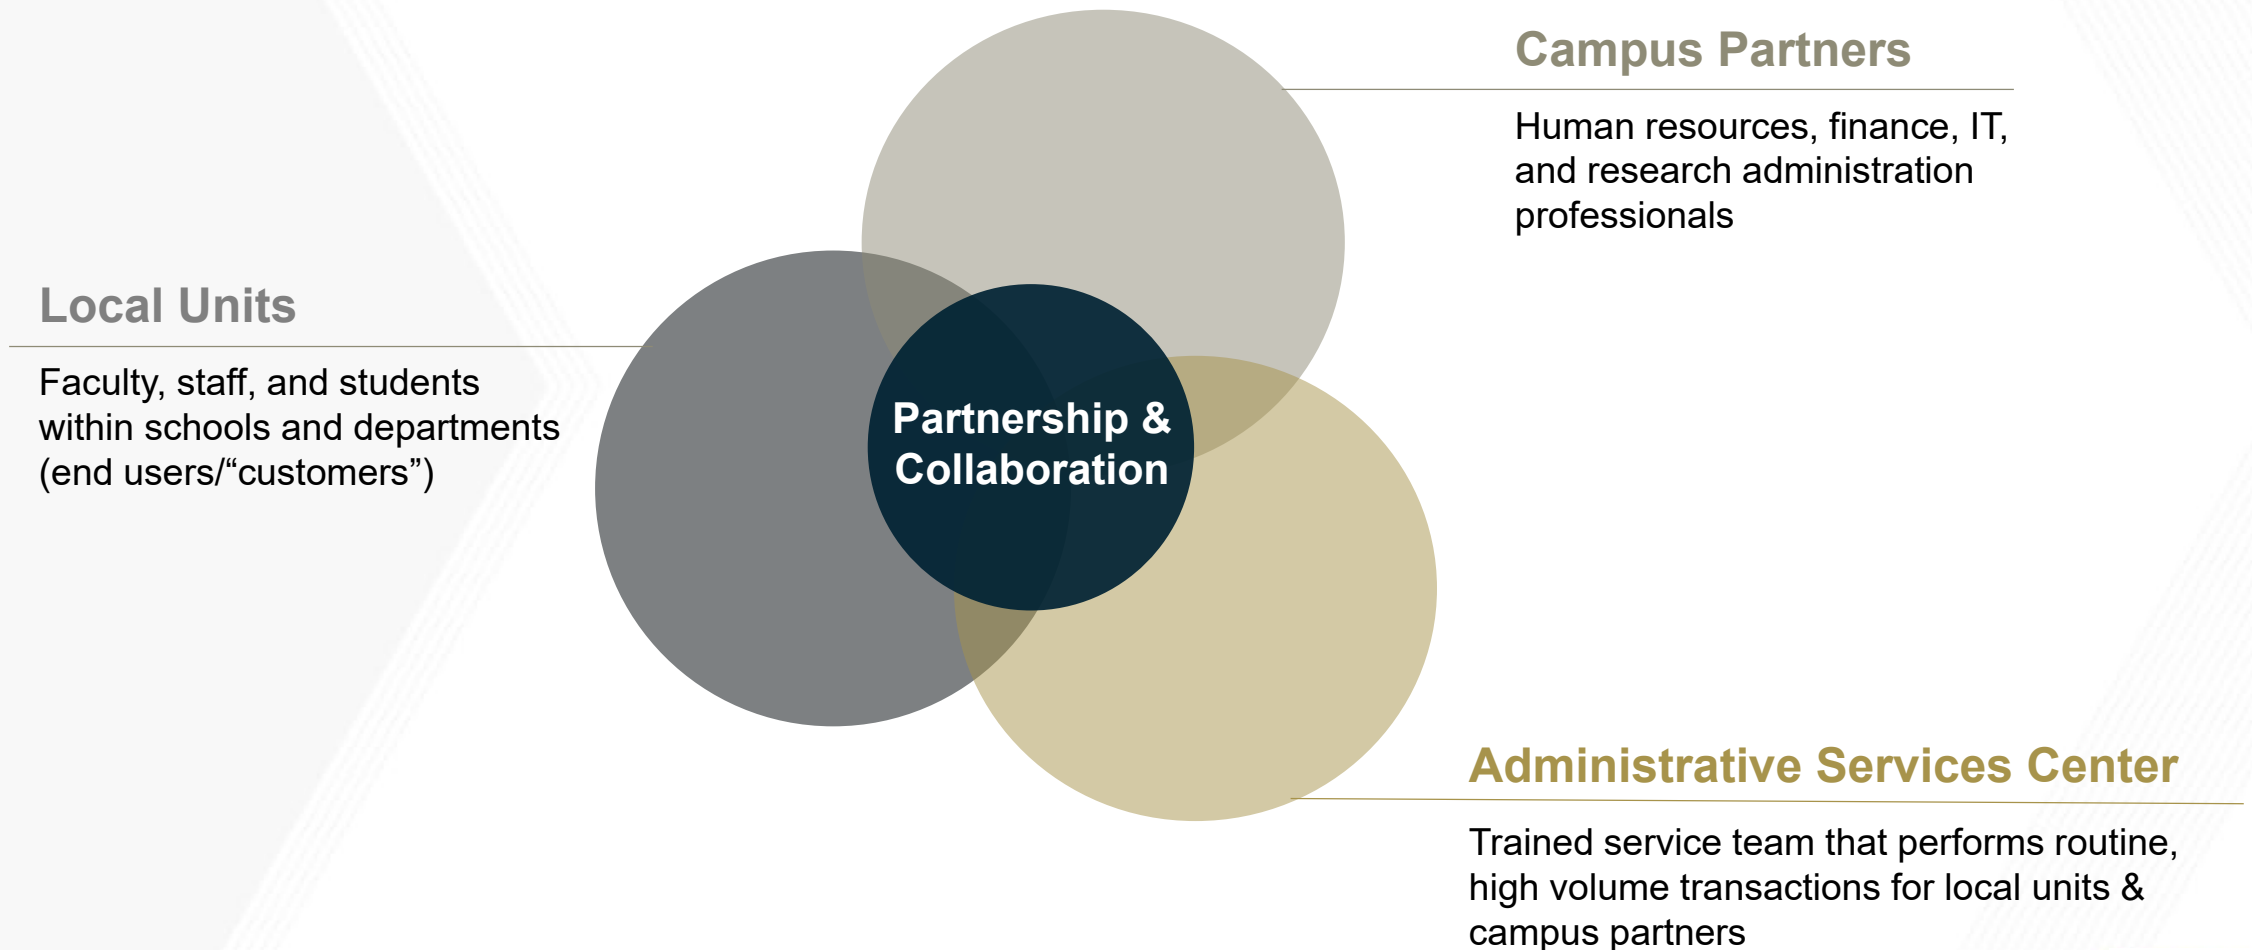 Campus Partners
Human resources, finance, IT,
and research administration
professionals
Local Units
Faculty, staff, and students
within schools and departments
(end users/“customers”)
Partnership &
Collaboration
Administrative Services Center
Trained service team that performs routine,
high volume transactions for local units &
campus partners